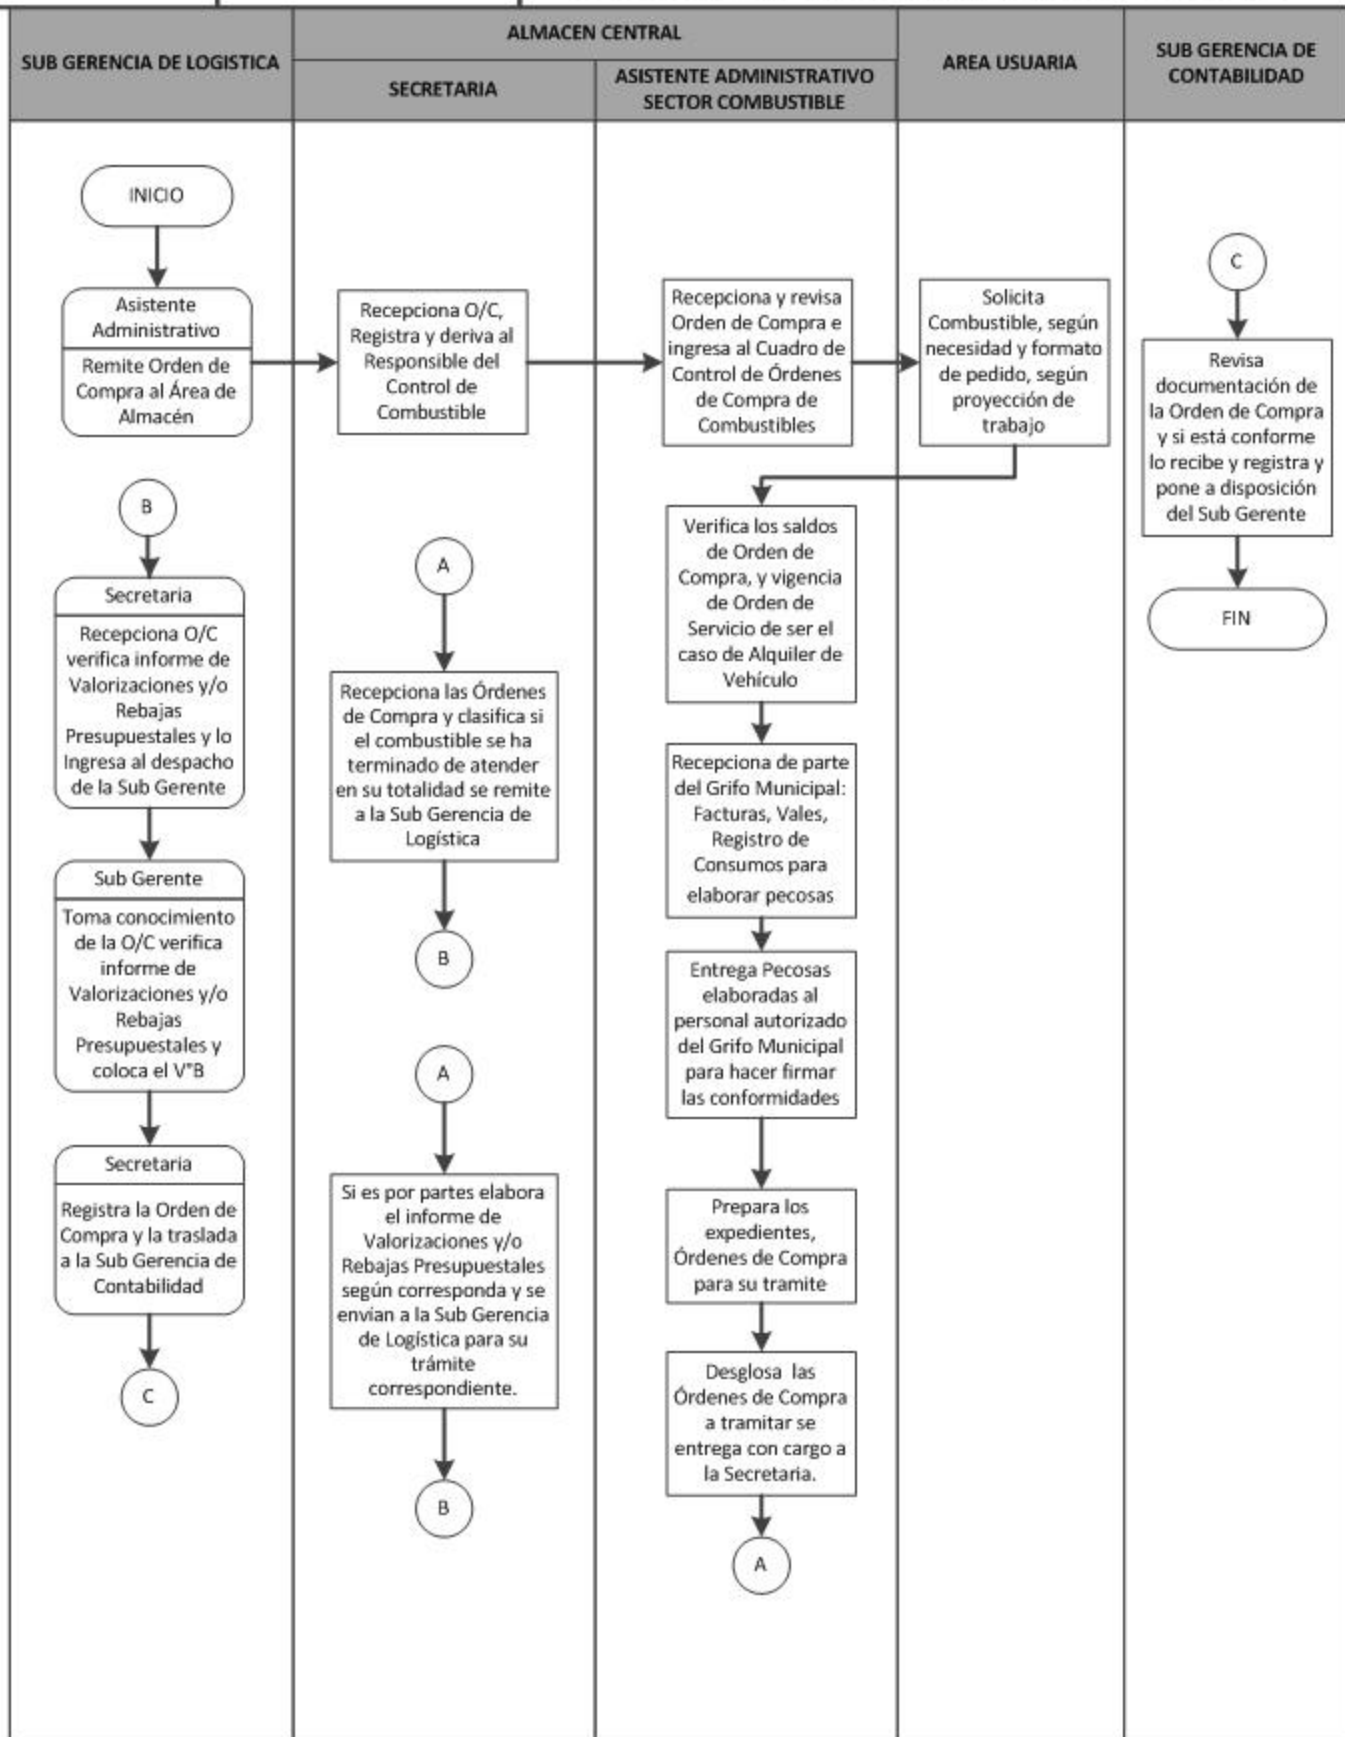 SUB GERENCIA DE LOGISTICA
ALMACEN CENTRAL
SECRETARIA
ASISTENTE ADMINISTRATIVO
SECTOR COMBUSTIBLE
AREA USUARIA
SUB GERENCIA DE
CONTABILIDAD
INICIO
Asistente
Administrativo
Remite Orden de
Compra al Área de
Almacén
Recepciona O/C,
Registra y deriva al
Responsible del
Control de
Combustible
Recepciona y revisa
Orden de Compra e
ingresa al Cuadro de
Control de Órdenes
de Compra de
Combustibles
Solicita
Combustible, según
necesidad y formato
de pedido, según
proyección de
trabajo
Verifica los saldos
de Orden de
Compra, y vigencia
de Orden de
Servicio de ser el
caso de Alquiler de
Vehículo
Recepciona de parte
del Grifo Municipal:
Facturas, Vales,
Registro de
Consumos para
elaborar pecosas
Entrega Pecosas
elaboradas al
personal autorizado
del Grifo Municipal
para hacer firmar
las conformidades
Prepara los
expedientes,
Órdenes de Compra
para su tramite
Desglosa las
Órdenes de Compra
a tramitar se
entrega con cargo a
la Secretaria.
A
A
Recepciona las Órdenes
de Compra y clasifica si
el combustible se ha
terminado de atender
en su totalidad se remite
a la Sub Gerencia de
Logística
B
A
Si es por partes elabora
el informe de
Valorizaciones y/o
Rebajas Presupuestales
según corresponda y se
envían a la Sub Gerencia
de Logística para su
trámite
correspondiente.
B
B
Secretaria
Recepciona O/C
verifica informe de
Valorizaciones y/o
Rebajas
Presupuestales y lo
Ingresa al despacho
de la Sub Gerente
Sub Gerente
Toma conocimiento
de la O/C verifica
informe de
Valorizaciones y/o
Rebajas
Presupuestales y
coloca el V°B
Secretaria
Registra la Orden de
Compra y la traslada
a la Sub Gerencia de
Contabilidad
C
C
Revisa
documentación de
la Orden de Compra
y si está conforme
lo recibe y registra y
pone a disposición
del Sub Gerente
FIN